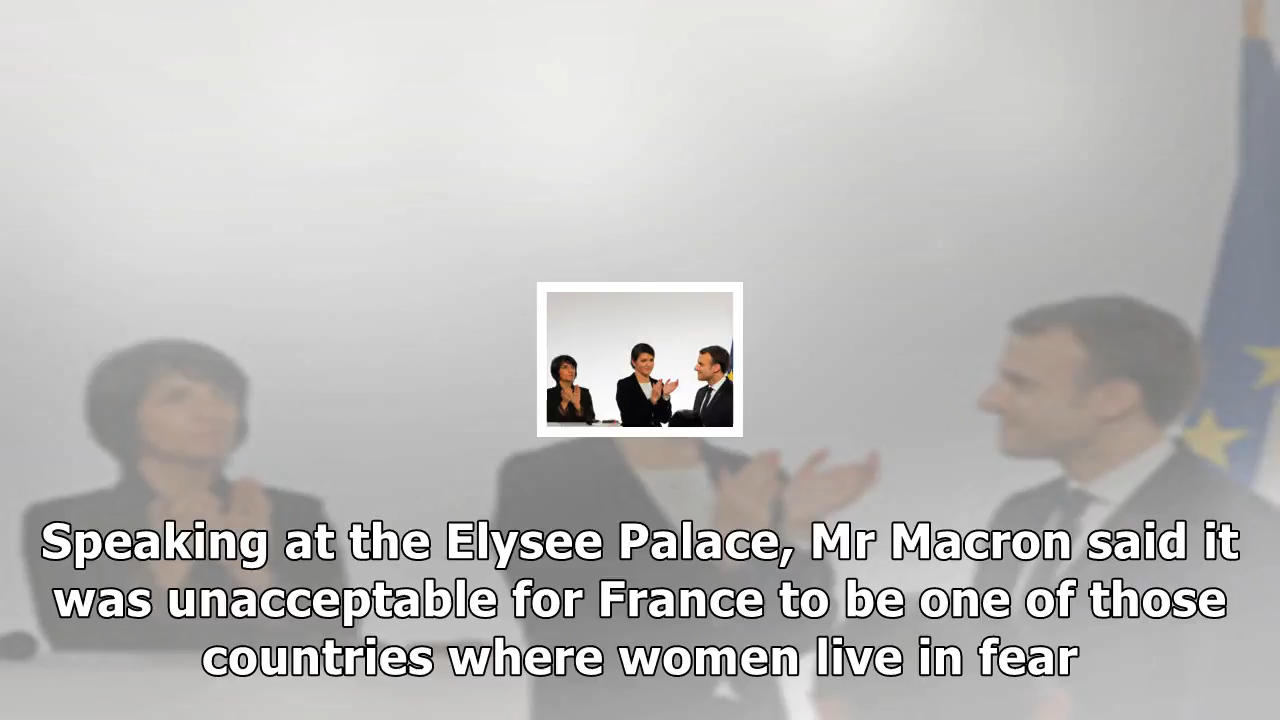 Speaking at the Elysee Palace, Mr Macron said it
was unacceptable for France to be one of those
countries where women live in fear